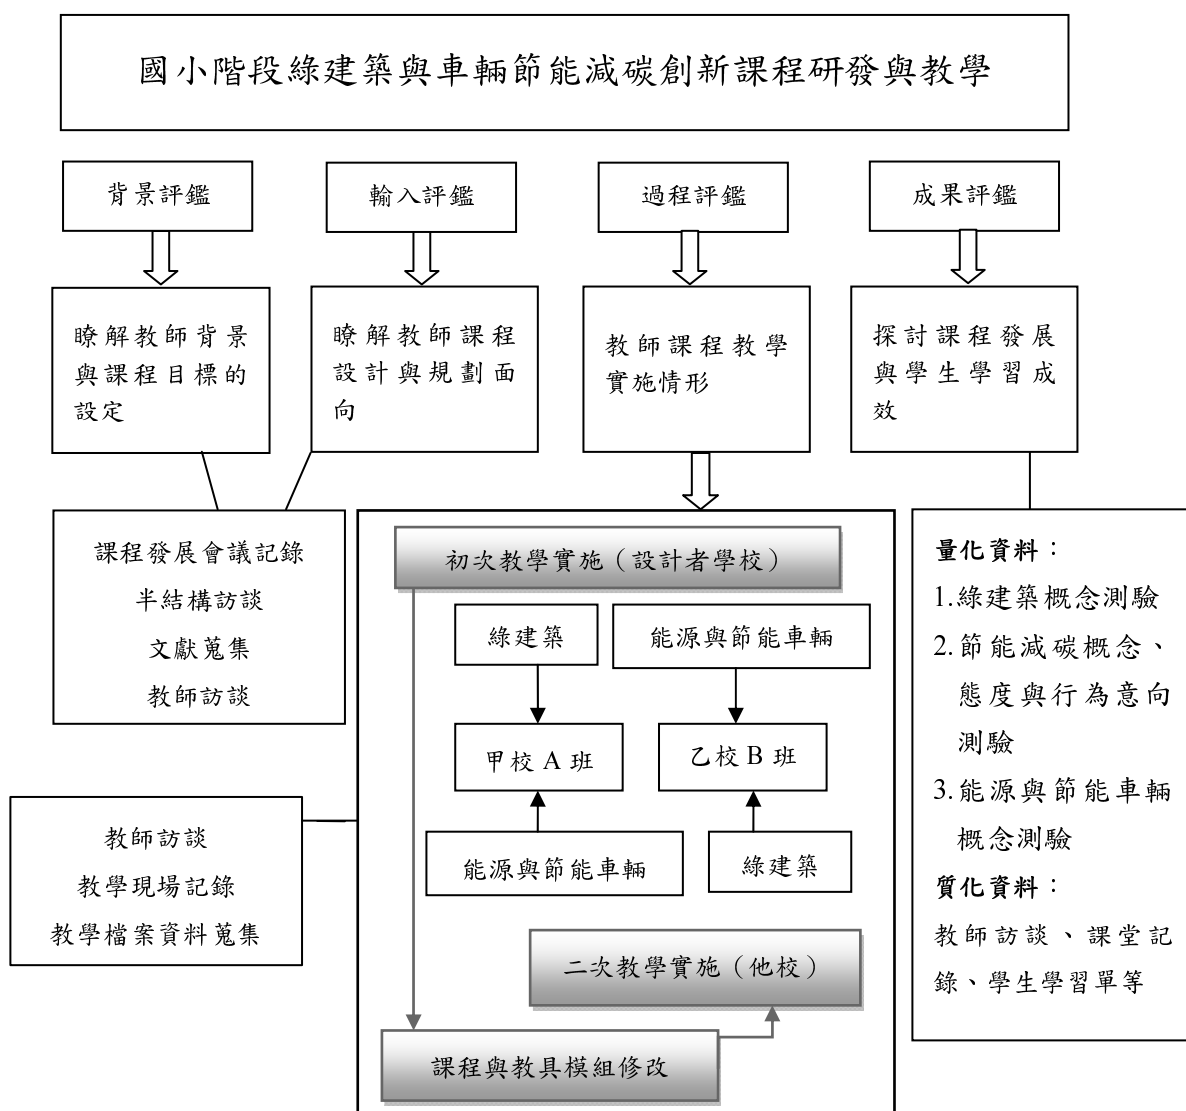 國小階段綠建築與車輛節能減碳創新課程研發與教學
背景評鑑
輸入評鑑
過程評鑑
成果評鑑
瞭解教師背景
與課程目標的
設定
瞭解教師課程
設計與規劃面
向
教師課程教學
實施情形
探討課程發展
與學生學習成
效
課程發展會議記錄
半結構訪談
文獻蒐集
教師訪談
初次教學實施（設計者學校）
綠建築
能源與節能車輛
甲校 A 班
乙校 B 班
能源與節能車輛
綠建築
二次教學實施（他校）
課程與教具模組修改
教師訪談
教學現場記錄
教學檔案資料蒐集
量化資料：
1.綠建築概念測驗
2.節能減碳概念、
態度與行為意向
測驗
3.能源與節能車輛
概念測驗
質化資料：
教師訪談、課堂記
錄、學生學習單等